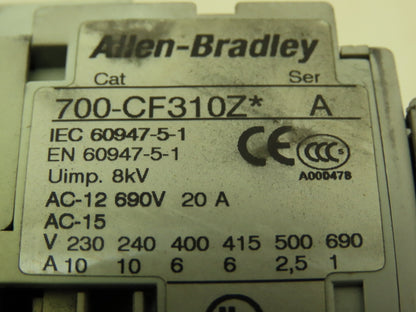 Allen-Bradley
Cat Ser
700-CF310Z* A
IEC 60947-5-1
EN 60947-5-1
Uimp. 8kV
CE CCC S
A00D478
AC-12 690V 20 A
AC-15
V 230 240 400 415 500 690
A 10 10 6 6 2,5 1